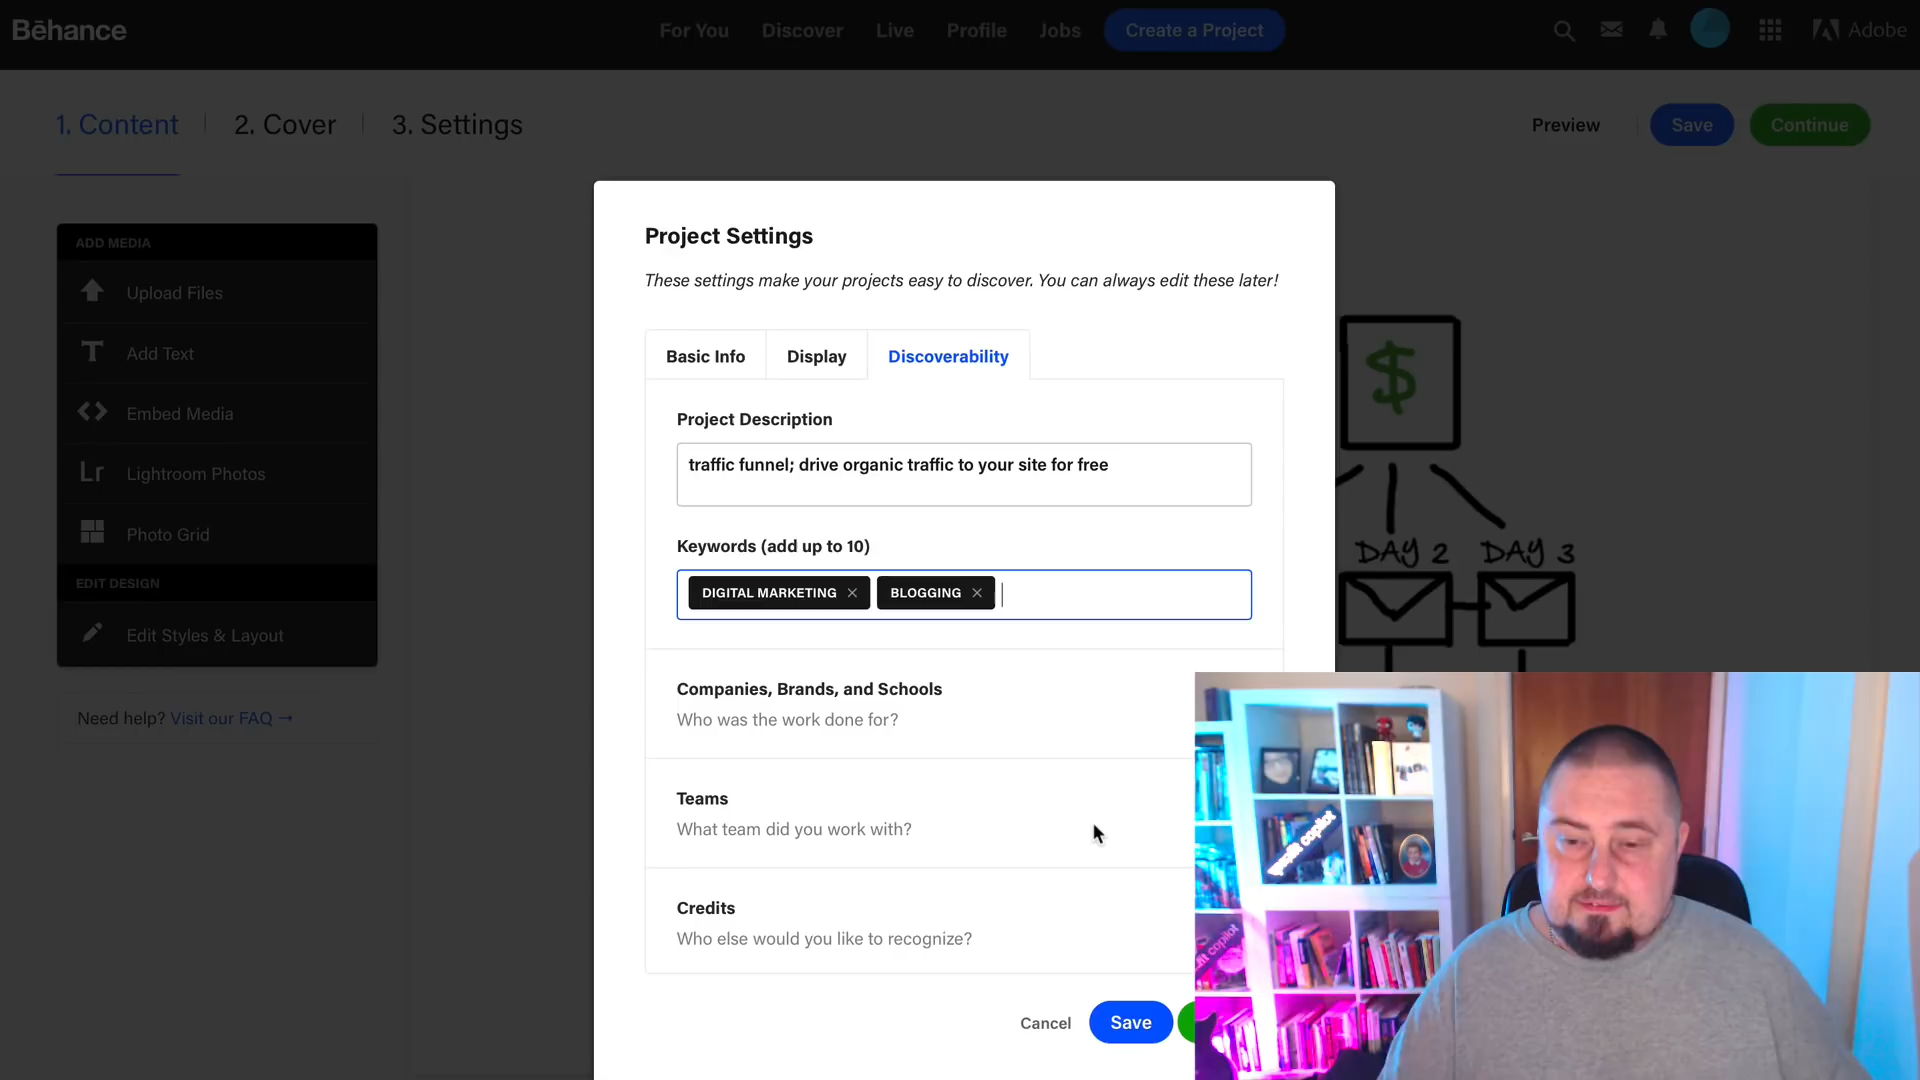 Bēhance
For You
Discover
Live
Profile
Jobs
Create a Project
Adobe
1. Content
2. Cover
3. Settings
Preview
Save
Continue
ADD MEDIA
Upload Files
Add Text
Embed Media
Lr Lightroom Photos
Photo Grid
EDIT DESIGN
Edit Styles & Layout
Need help? Visit our FAQ →
Project Settings
These settings make your projects easy to discover. You can always edit these later!
Basic Info
Display
Discoverability
Project Description
traffic funnel; drive organic traffic to your site for free
Keywords (add up to 10)
DIGITAL MARKETING
BLOGGING
Companies, Brands, and Schools
Who was the work done for?
Teams
What team did you work with?
Credits
Who else would you like to recognize?
Cancel
Save
$
DAY 2
DAY 3
profit copilot
copilot